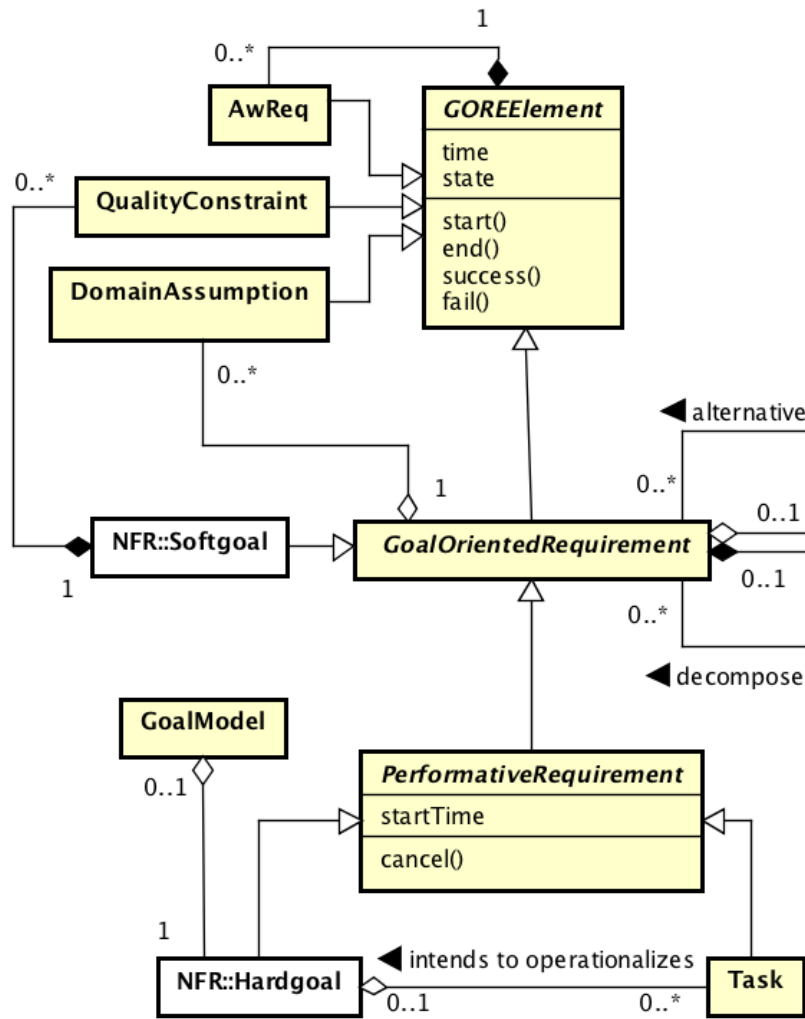 1
0..*
AwReq
GOREElement
time
state
0..*
QualityConstraint
start()
end()
success()
fail()
DomainAssumption
0..*
alternative
0..*
1
0..1
NFR::Softgoal
GoalOrientedRequirement
1
0..1
0..*
decompose
GoalModel
0..1
PerformativeRequirement
startTime
cancel()
1
intends to operationalizes
NFR::Hardgoal
Task
0..1
0..*